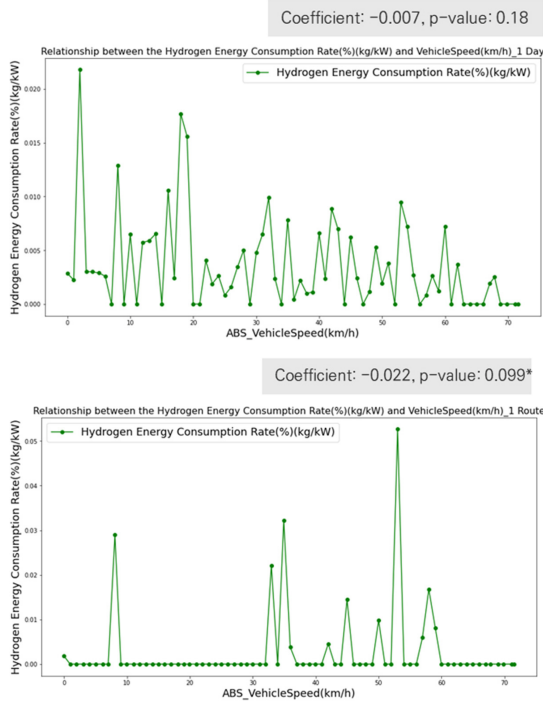 Coefficient: -0.007, p-value: 0.18
Relationship between the Hydrogen Energy Consumption Rate(%)(kg/kW) and VehicleSpeed(km/h)_1 Day
Hydrogen Energy Consumption Rate(%)(kg/kW)
Hydrogen Energy Consumption Rate(%)(kg/kW)
0.020
0.015
0.010
0.005
0.000
0 10 20 30 40 50 60 70
ABS_VehicleSpeed(km/h)
Coefficient: -0.022, p-value: 0.099*
Relationship between the Hydrogen Energy Consumption Rate(%)(kg/kW) and VehicleSpeed(km/h)_1 Route
Hydrogen Energy Consumption Rate(%)(kg/kW)
Hydrogen Energy Consumption Rate(%)(kg/kW)
0.05
0.04
0.03
0.02
0.01
0.00
0 10 20 30 40 50 60 70
ABS_VehicleSpeed(km/h)